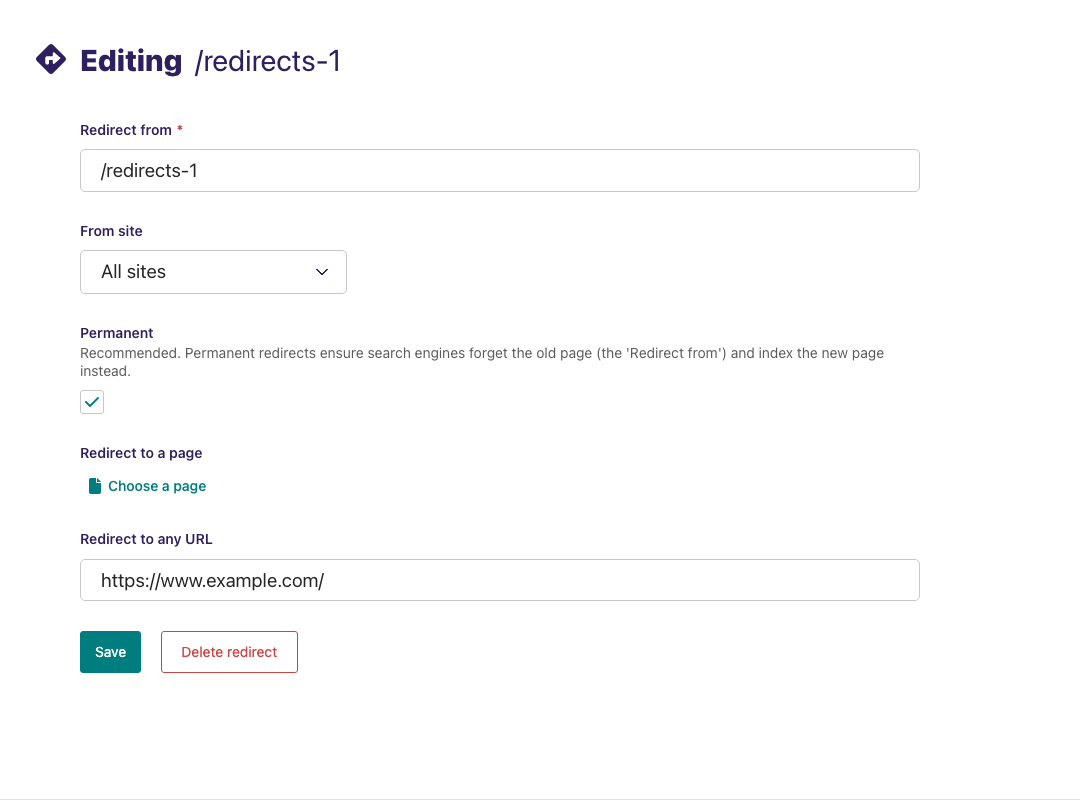 Editing /redirects-1
Redirect from *
/redirects-1
From site
All sites
Permanent
Recommended. Permanent redirects ensure search engines forget the old page (the 'Redirect from') and index the new page
instead.
Redirect to a page
Choose a page
Redirect to any URL
https://www.example.com/
Save Delete redirect